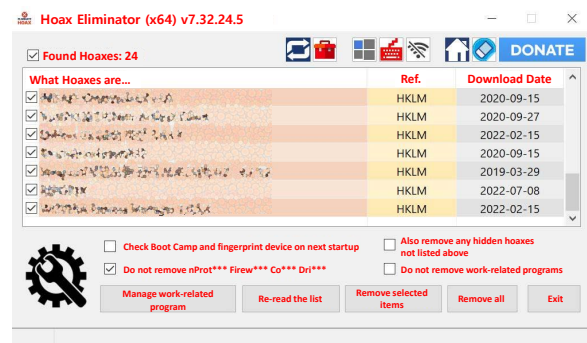 Hoax Eliminator (x64) v7.32.24.5
Found Hoaxes: 24
DONATE
What Hoaxes are... Ref. Download Date
HKLM 2020-09-15
HKLM 2020-09-27
HKLM 2022-02-15
HKLM 2020-09-15
HKLM 2019-03-29
HKLM 2022-07-08
HKLM 2022-02-15
Check Boot Camp and fingerprint device on next startup
Also remove any hidden hoaxes
not listed above
Do not remove nProt*** Firew*** Co*** Dri***
Do not remove work-related programs
Manage work-related
program
Re-read the list
Remove selected
items
Remove all
Exit